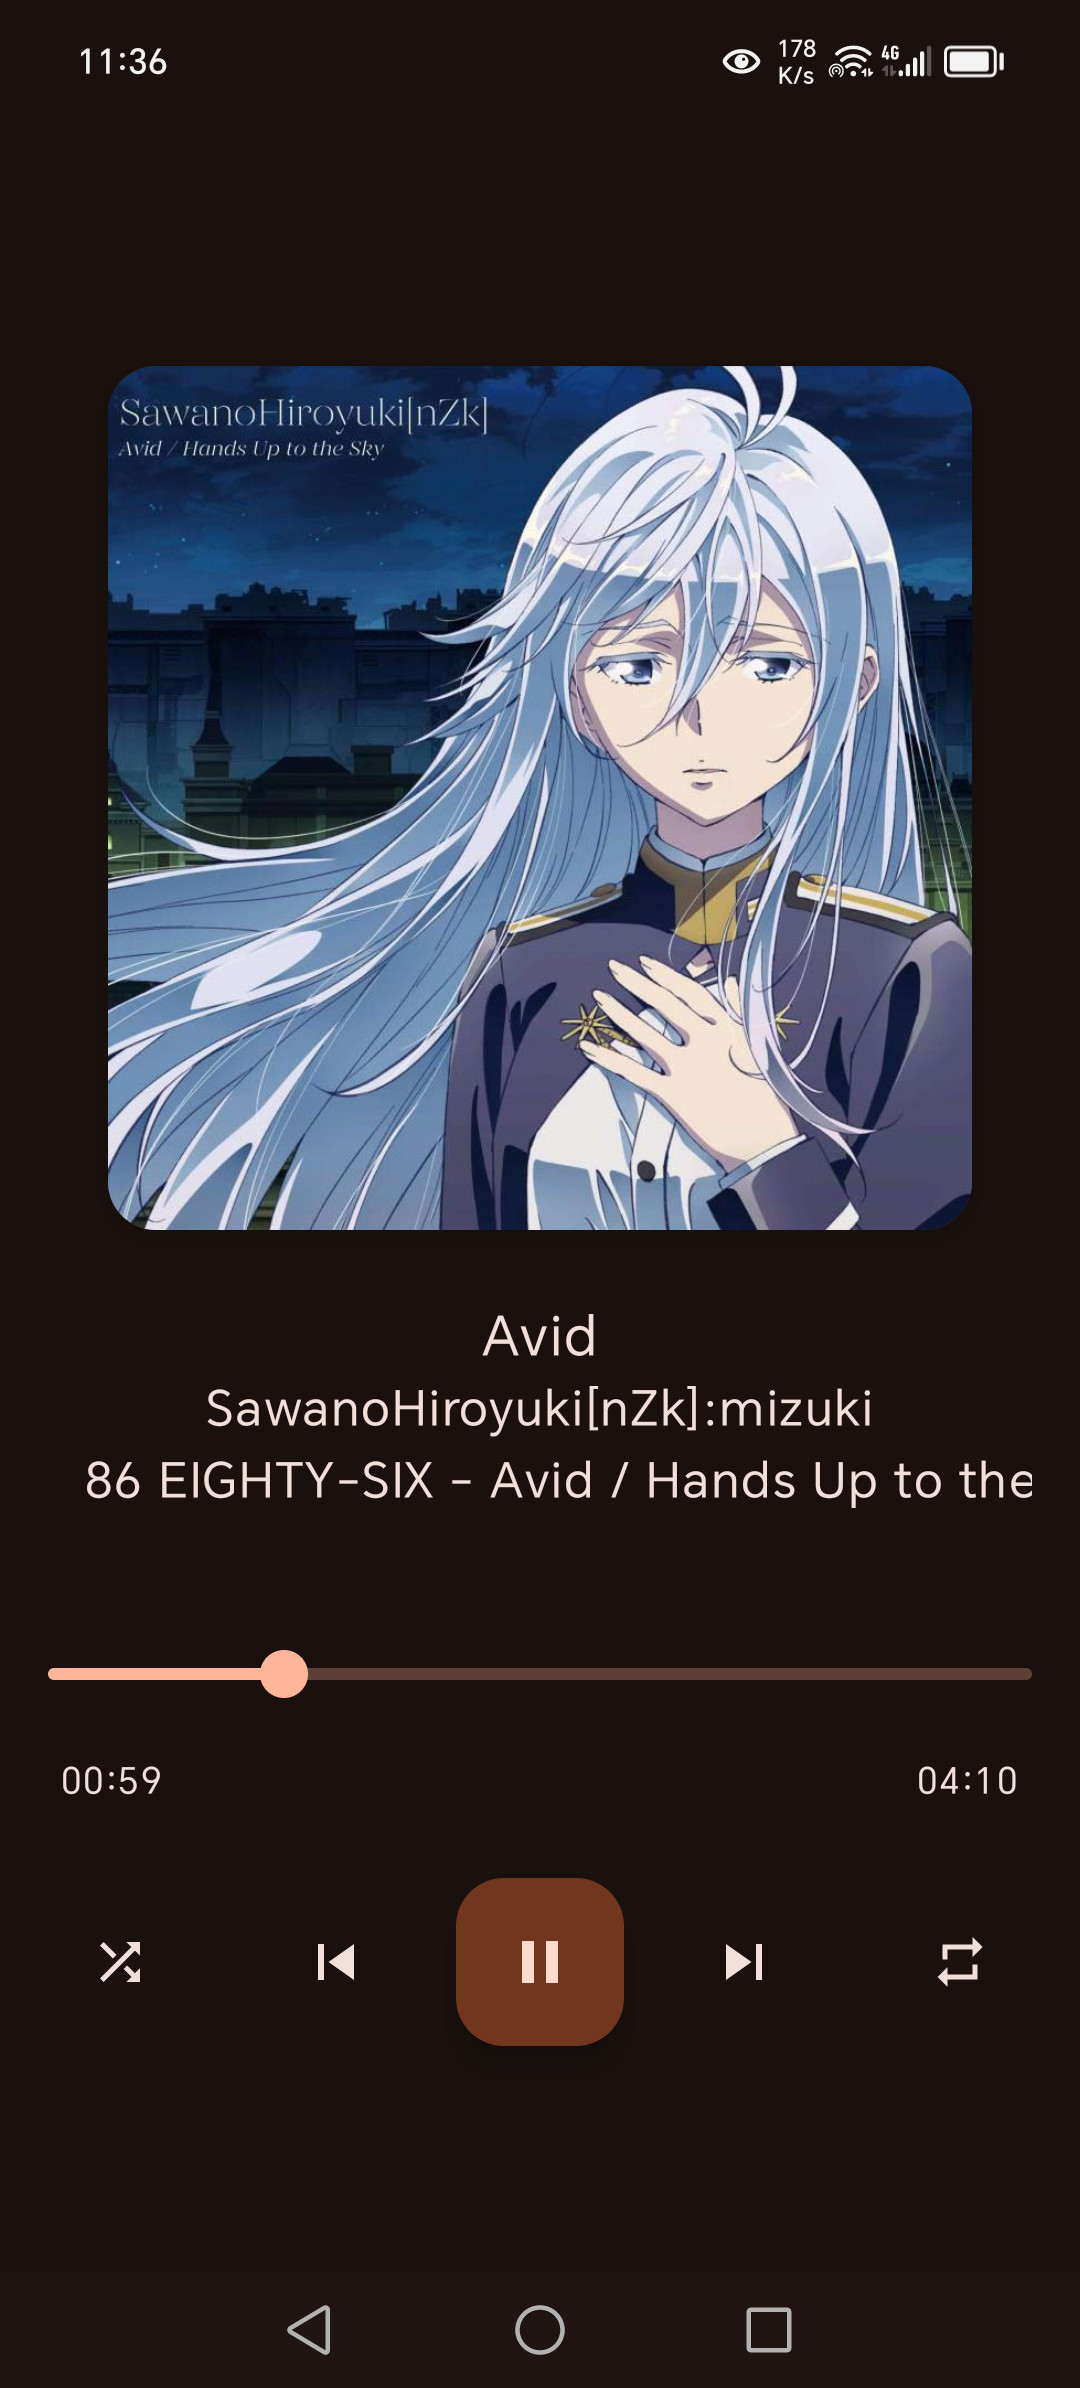 11:36
178
K/s
4G
SawanoHiroyuki[nZk]
Avid / Hands Up to the Sky
Avid
SawanoHiroyuki[nZk]:mizuki
86 EIGHTY-SIX - Avid / Hands Up to the
00:59
04:10